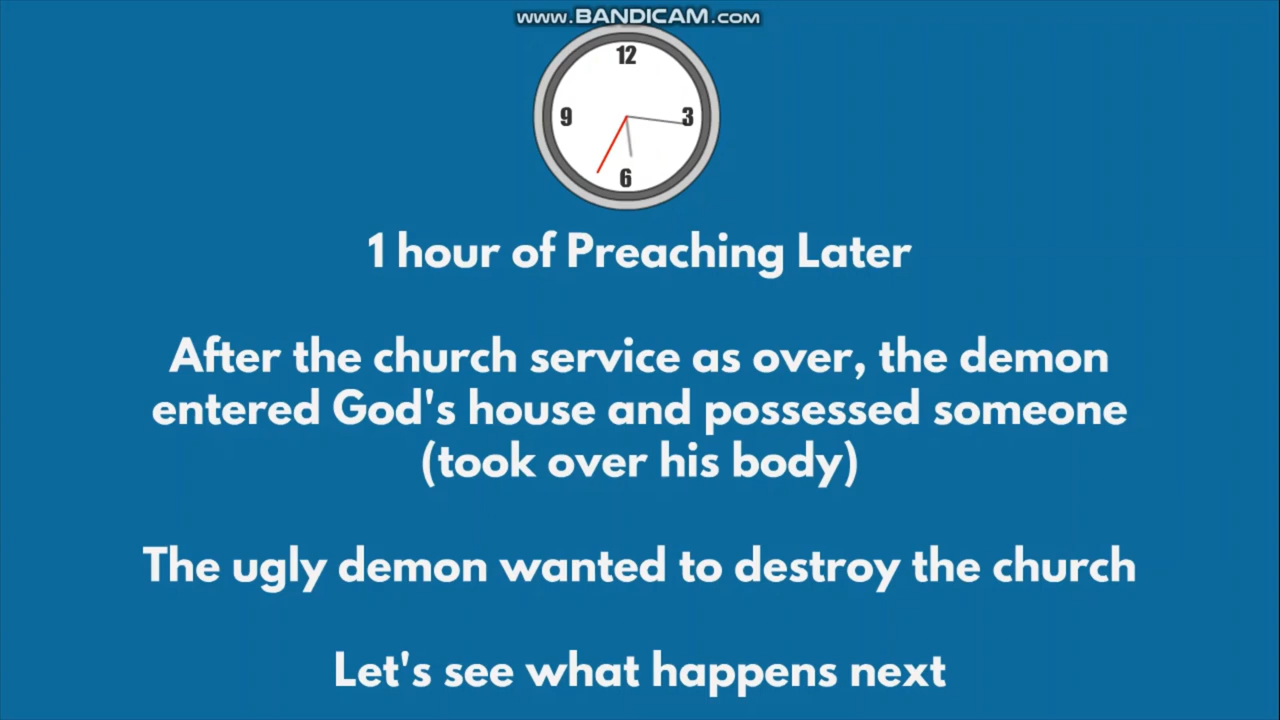 www.BANDICAM.com
12
9
3
6
1 hour of Preaching Later
After the church service as over, the demon
entered God's house and possessed someone
(took over his body)
The ugly demon wanted to destroy the church
Let's see what happens next